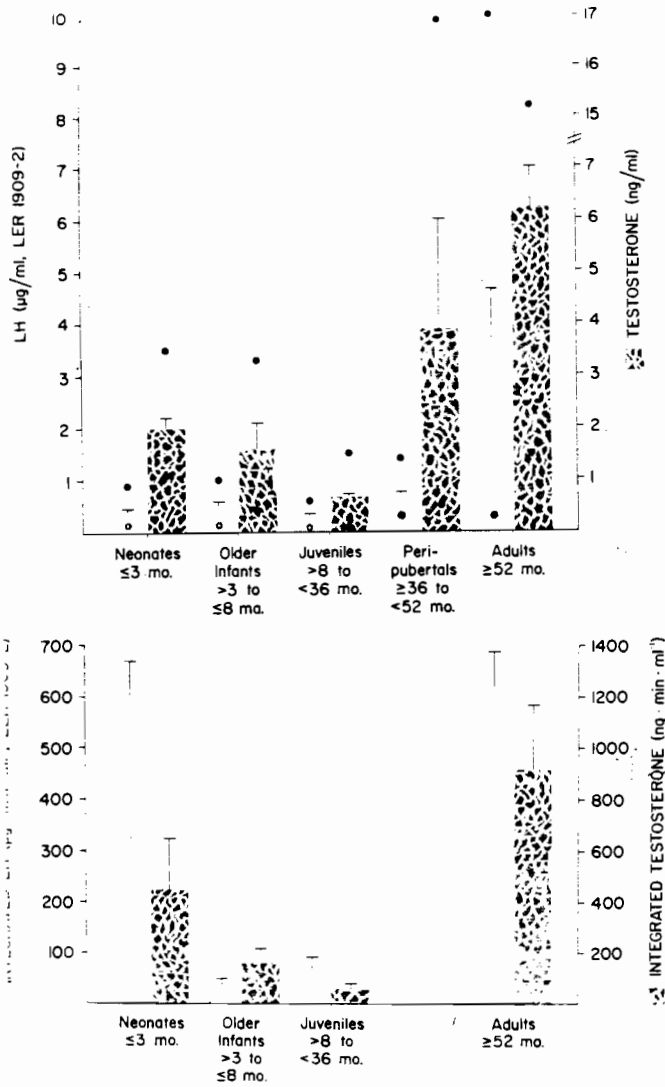 10
9
8
7
6
5
4
3
2
1
LH (µg/ml, LER 1909-2)
17
16
15
7
6
5
4
3
2
1
TESTOSTERONE (ng/ml)
Neonates
≤3 mo.
Older
Infants
>3 to
≤8 mo.
Juveniles
>8 to
<36 mo.
Peri-
pubertals
≥36 to
<52 mo.
Adults
≥52 mo.
700
600
500
400
300
200
100
1400
1200
1000
800
600
400
200
INTEGRATED TESTOSTERONE (ng · min · ml⁻¹)
Neonates
≤3 mo.
Older
Infants
>3 to
≤8 mo.
Juveniles
>8 to
<36 mo.
Adults
≥52 mo.